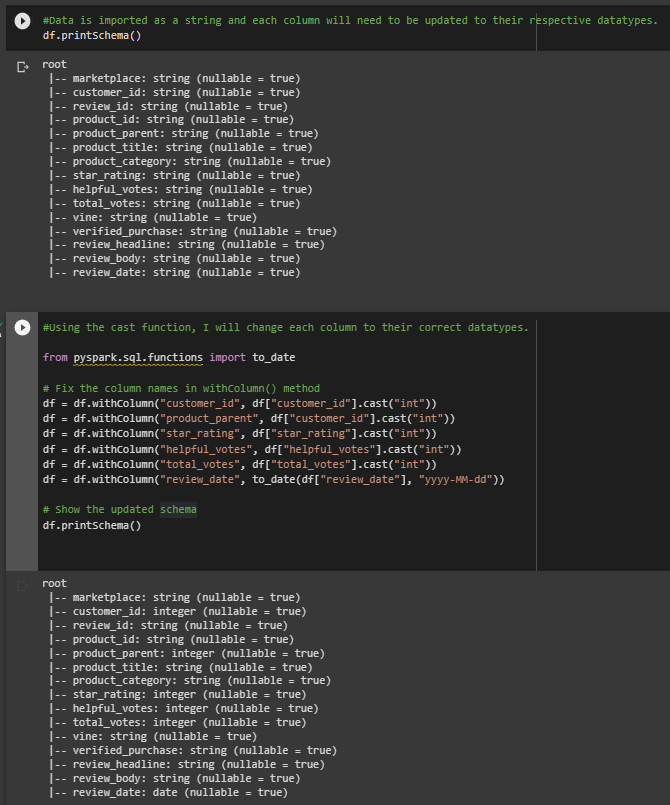 #Data is imported as a string and each column will need to be updated to their respective datatypes.
df.printSchema()
root
|-- marketplace: string (nullable = true)
|-- customer_id: string (nullable = true)
|-- review_id: string (nullable = true)
|-- product_id: string (nullable = true)
|-- product_parent: string (nullable = true)
|-- product_title: string (nullable = true)
|-- product_category: string (nullable = true)
|-- star_rating: string (nullable = true)
|-- helpful_votes: string (nullable = true)
|-- total_votes: string (nullable = true)
|-- vine: string (nullable = true)
|-- verified_purchase: string (nullable = true)
|-- review_headline: string (nullable = true)
|-- review_body: string (nullable = true)
|-- review_date: string (nullable = true)
#Using the cast function, I will change each column to their correct datatypes.
from pyspark.sql.functions import to_date
# Fix the column names in withColumn() method
df = df.withColumn("customer_id", df["customer_id"].cast("int"))
df = df.withColumn("product_parent", df["customer_id"].cast("int"))
df = df.withColumn("star_rating", df["star_rating"].cast("int"))
df = df.withColumn("helpful_votes", df["helpful_votes"].cast("int"))
df = df.withColumn("total_votes", df["total_votes"].cast("int"))
df = df.withColumn("review_date", to_date(df["review_date"], "yyyy-MM-dd"))
# Show the updated schema
df.printSchema()
root
|-- marketplace: string (nullable = true)
|-- customer_id: integer (nullable = true)
|-- review_id: string (nullable = true)
|-- product_id: string (nullable = true)
|-- product_parent: integer (nullable = true)
|-- product_title: string (nullable = true)
|-- product_category: string (nullable = true)
|-- star_rating: integer (nullable = true)
|-- helpful_votes: integer (nullable = true)
|-- total_votes: integer (nullable = true)
|-- vine: string (nullable = true)
|-- verified_purchase: string (nullable = true)
|-- review_headline: string (nullable = true)
|-- review_body: string (nullable = true)
|-- review_date: date (nullable = true)